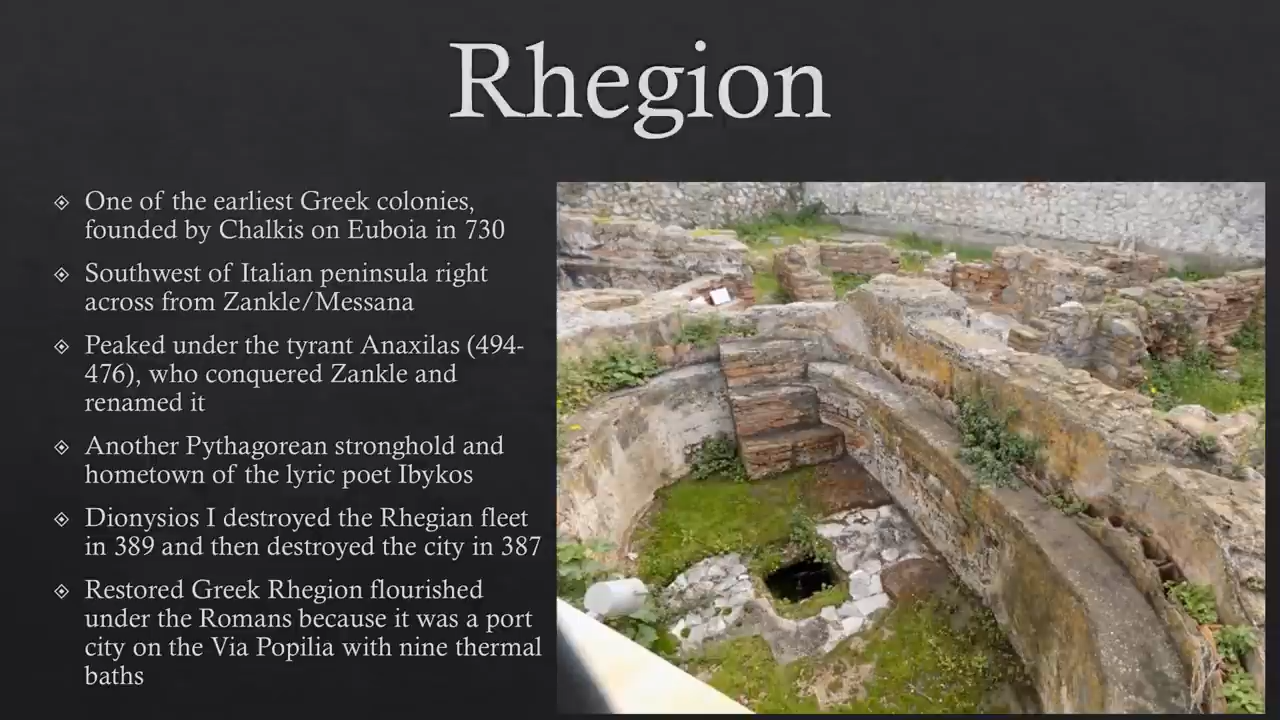 Rhegion
One of the earliest Greek colonies,
founded by Chalkis on Euboia in 730
Southwest of Italian peninsula right
across from Zankle/Messana
Peaked under the tyrant Anaxilas (494-
476), who conquered Zankle and
renamed it
Another Pythagorean stronghold and
hometown of the lyric poet Ibykos
Dionysios I destroyed the Rhegian fleet
in 389 and then destroyed the city in 387
Restored Greek Rhegion flourished
under the Romans because it was a port
city on the Via Popilia with nine thermal
baths